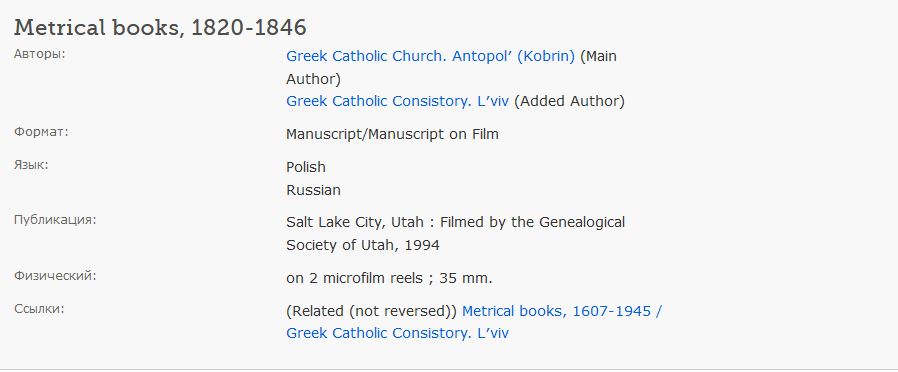 Metrical books, 1820-1846
Авторы:
Greek Catholic Church. Antopol’ (Kobrin) (Main
Author)
Greek Catholic Consistory. L’viv (Added Author)
Формат:
Manuscript/Manuscript on Film
Язык:
Polish
Russian
Публикация:
Salt Lake City, Utah : Filmed by the Genealogical
Society of Utah, 1994
Физический:
on 2 microfilm reels ; 35 mm.
Ссылки:
(Related (not reversed)) Metrical books, 1607-1945 /
Greek Catholic Consistory. L’viv